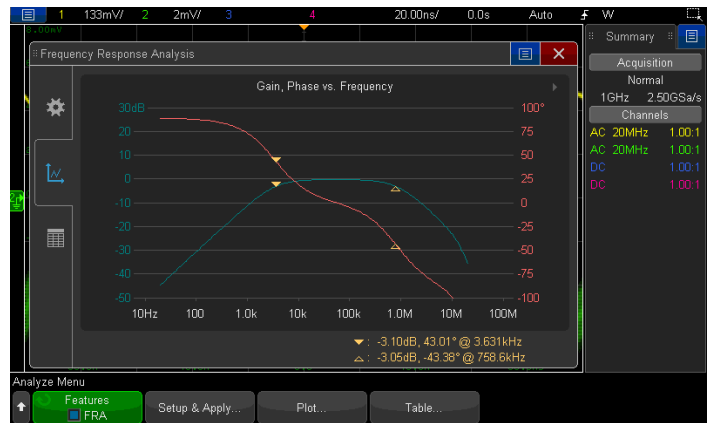 1 133mV/ 2 2mV/ 3 4 20.00ns/ 0.0s Auto W
8.00mV
Summary
Frequency Response Analysis
Acquisition
Normal
1GHz 2.50GSa/s
Channels
AC 20MHz 1.00:1
AC 20MHz 1.00:1
DC 1.00:1
DC 1.00:1
Gain, Phase vs. Frequency
30dB 100°
20 75
10 50
0 25
-10 0
-20 -25
-30 -50
-40 -75
-50 -100
10Hz 100 1.0k 10k 100k 1.0M 10M 100M
: -3.10dB, 43.01° @ 3.631kHz
: -3.05dB, -43.38° @ 758.6kHz
Analyze Menu
Features
FRA
Setup & Apply...
Plot...
Table...